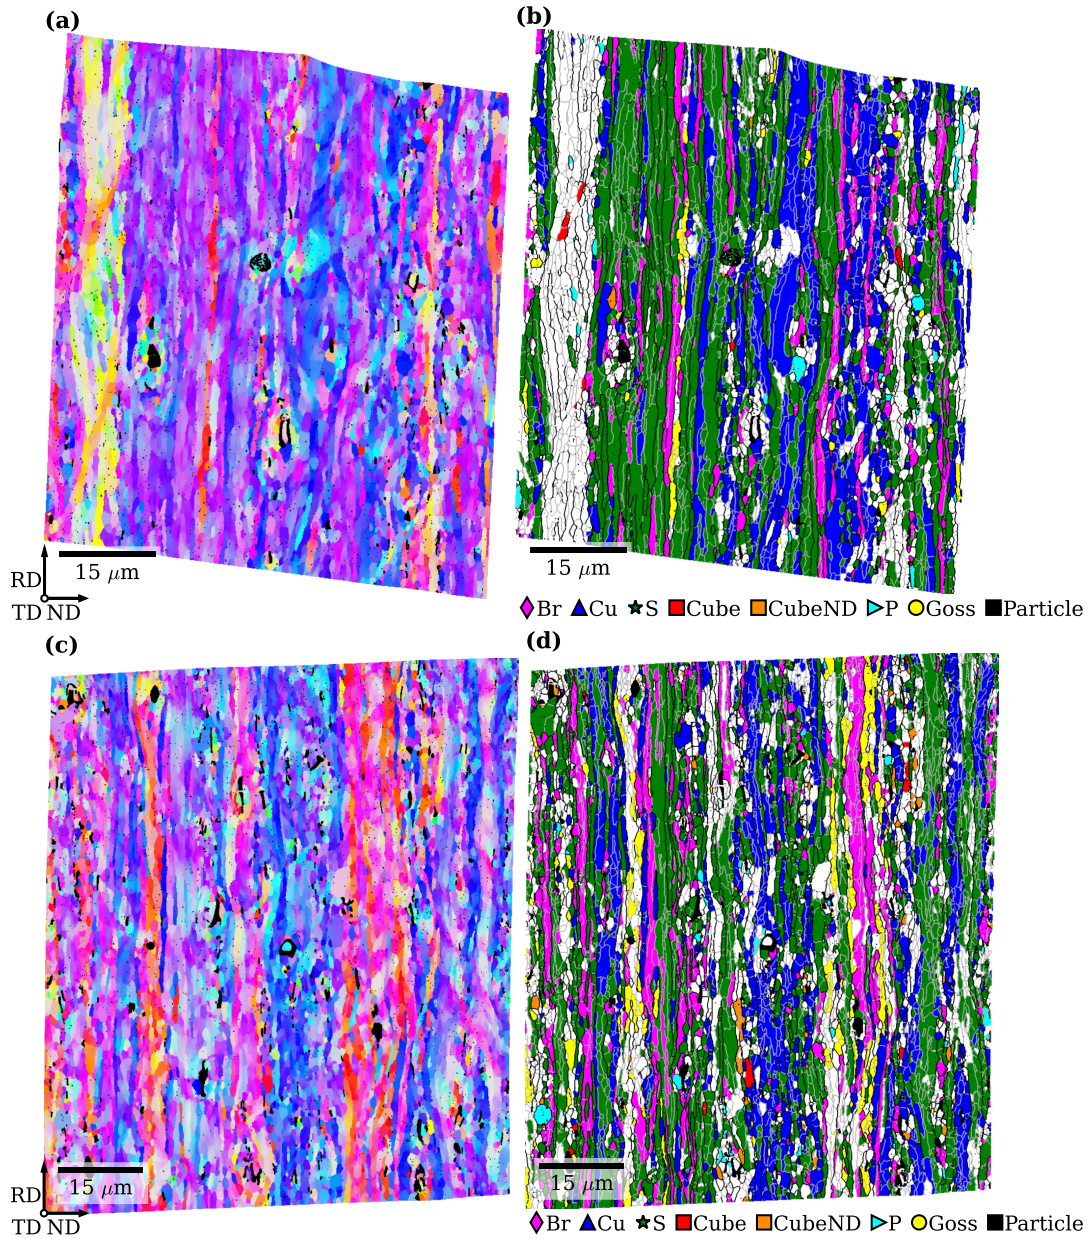 (a)
(b)
15 μm
RD
TD ND
15 μm
Br Cu S Cube CubeND P Goss Particle
(c)
(d)
15 μm
RD
TD ND
15 μm
Br Cu S Cube CubeND P Goss Particle